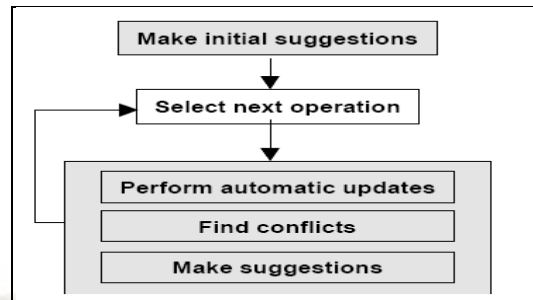 Make initial suggestions
Select next operation
Perform automatic updates
Find conflicts
Make suggestions